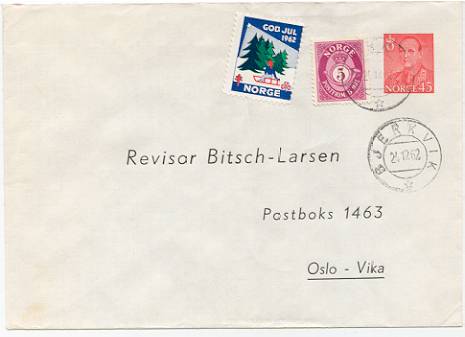 GOD JUL
1962
NORGE
NORGE
5
POSTFRIM
NORGE 45
BJERKVIK
21.12.62
Revisor Bitsch-Larsen
Postboks 1463
Oslo - Vika